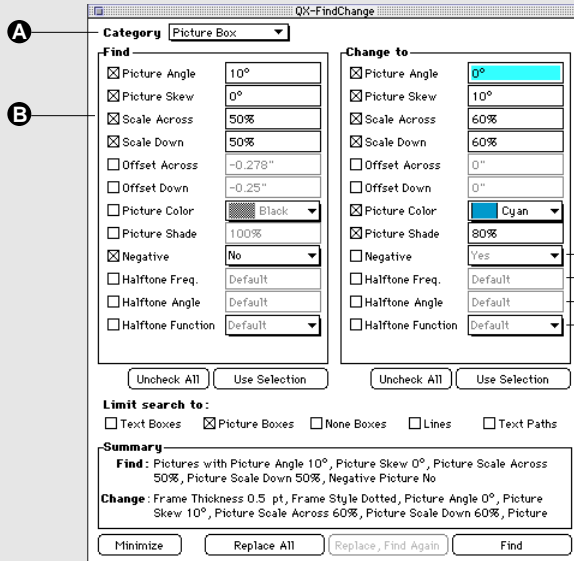 QX-FindChange
A Category Picture Box
Find
Change to
B
Picture Angle 10° Picture Angle 0°
Picture Skew 0° Picture Skew 10°
Scale Across 50% Scale Across 60%
Scale Down 50% Scale Down 60%
Offset Across -0.278" Offset Across 0"
Offset Down -0.25" Offset Down 0"
Picture Color Black Picture Color Cyan
Picture Shade 100% Picture Shade 80%
Negative No Negative Yes
Halftone Freq. Default Halftone Freq. Default
Halftone Angle Default Halftone Angle Default
Halftone Function Default Halftone Function Default
Uncheck All Use Selection Uncheck All Use Selection
Limit search to:
Text Boxes Picture Boxes None Boxes Lines Text Paths
Summary
Find: Pictures with Picture Angle 10°, Picture Skew 0°, Picture Scale Across
50%, Picture Scale Down 50%, Negative Picture No
Change: Frame Thickness 0.5 pt, Frame Style Dotted, Picture Angle 0°, Picture
Skew 10°, Picture Scale Across 60%, Picture Scale Down 60%, Picture
Minimize Replace All Replace, Find Again Find